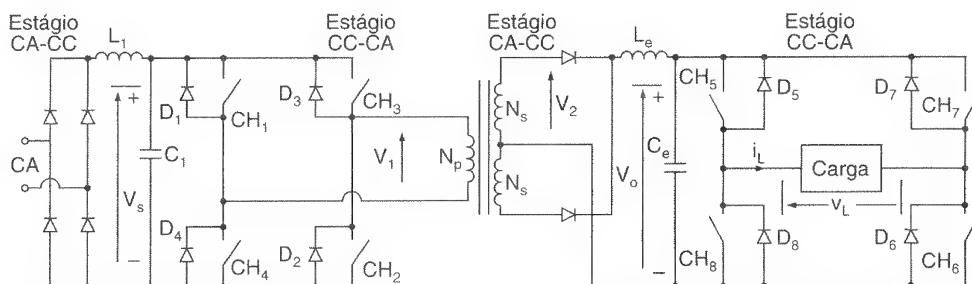 Estágio
CA-CC
L₁
Estágio
CC-CA
Estágio
CA-CC
Lₑ
Estágio
CC-CA
D₁
CH₁
D₃
CH₃
Nₛ
V₂
+
CH₅
D₅
D₇
CH₇
+
CA
C₁
Vₛ
V₁
Nₚ
Nₛ
Vₒ
Cₑ
i_L
Carga
v_L
D₄
CH₄
D₂
CH₂
−
−
CH₈
D₈
D₆
CH₆